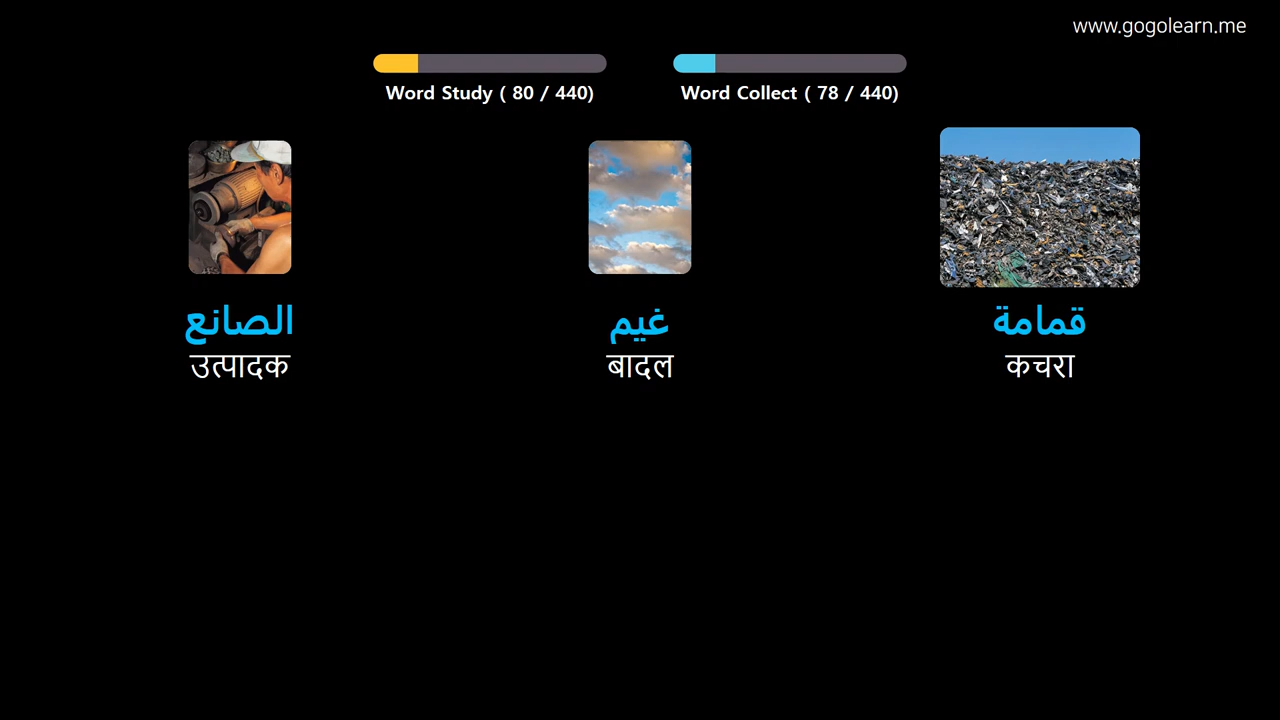 www.gogolearn.me
Word Study ( 80 / 440)
Word Collect ( 78 / 440)
الصانع
उत्पादक
غيم
बादल
قمامة
कचरा